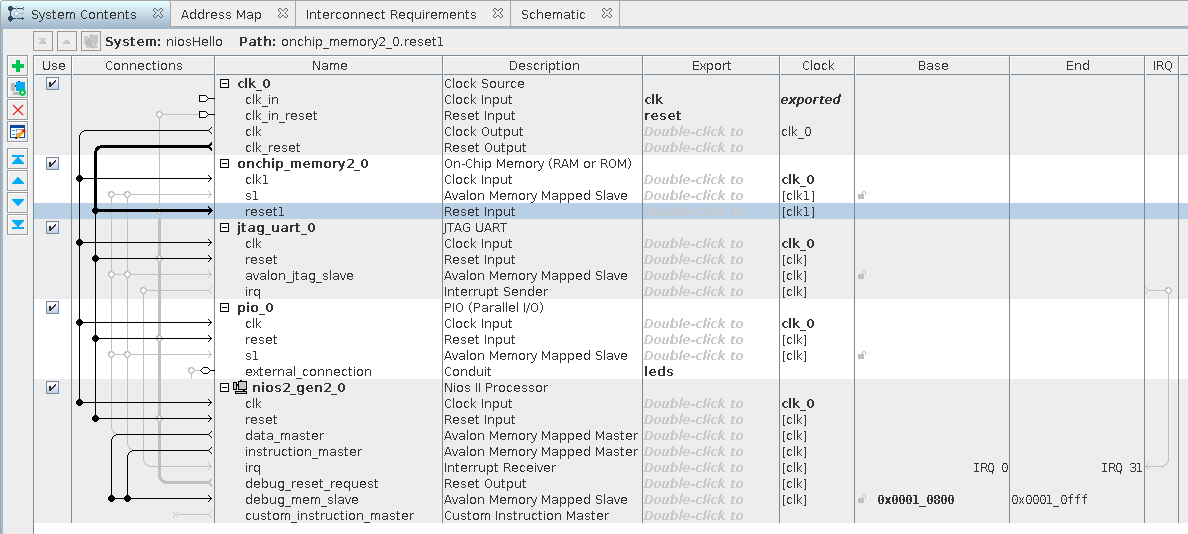 System Contents Address Map Interconnect Requirements Schematic
System: niosHello Path: onchip_memory2_0.reset1
Use Connections Name Description Export Clock Base End IRQ
clk_0 Clock Source
clk_in Clock Input clk exported
clk_in_reset Reset Input reset
clk Clock Output Double-click to clk_0
clk_reset Reset Output Double-click to
onchip_memory2_0 On-Chip Memory (RAM or ROM)
clk1 Clock Input Double-click to clk_0
s1 Avalon Memory Mapped Slave Double-click to [clk1]
reset1 Reset Input Double-click to [clk1]
jtag_uart_0 JTAG UART
clk Clock Input Double-click to clk_0
reset Reset Input Double-click to [clk]
avalon_jtag_slave Avalon Memory Mapped Slave Double-click to [clk]
irq Interrupt Sender Double-click to [clk]
pio_0 PIO (Parallel I/O)
clk Clock Input Double-click to clk_0
reset Reset Input Double-click to [clk]
s1 Avalon Memory Mapped Slave Double-click to [clk]
external_connection Conduit leds
nios2_gen2_0 Nios II Processor
clk Clock Input Double-click to clk_0
reset Reset Input Double-click to [clk]
data_master Avalon Memory Mapped Master Double-click to [clk]
instruction_master Avalon Memory Mapped Master Double-click to [clk]
irq Interrupt Receiver Double-click to [clk] IRQ 0 IRQ 31
debug_reset_request Reset Output Double-click to [clk]
debug_mem_slave Avalon Memory Mapped Slave Double-click to [clk] 0x0001_0800 0x0001_0fff
custom_instruction_master Custom Instruction Master Double-click to